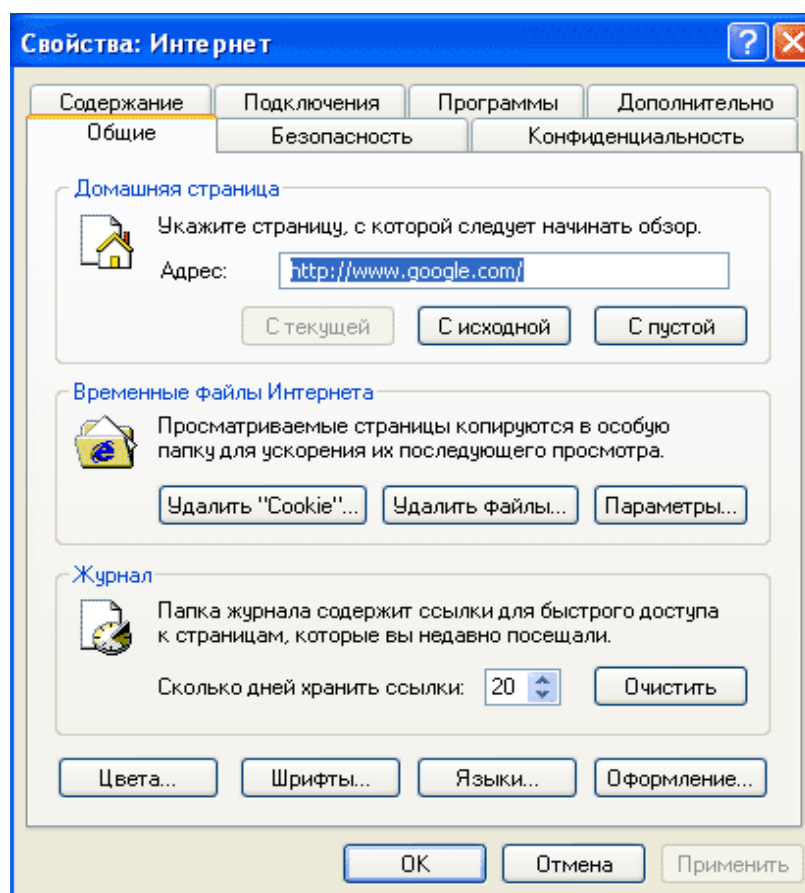 Свойства: Интернет
?
Содержание Подключения Программы Дополнительно
Общие Безопасность Конфиденциальность
Домашняя страница
Укажите страницу, с которой следует начинать обзор.
Адрес: http://www.google.com/
С текущей С исходной С пустой
Временные файлы Интернета
Просматриваемые страницы копируются в особую
папку для ускорения их последующего просмотра.
Удалить "Cookie"... Удалить файлы... Параметры...
Журнал
Папка журнала содержит ссылки для быстрого доступа
к страницам, которые вы недавно посещали.
Сколько дней хранить ссылки: 20 Очистить
Цвета... Шрифты... Языки... Оформление...
OK Отмена Применить